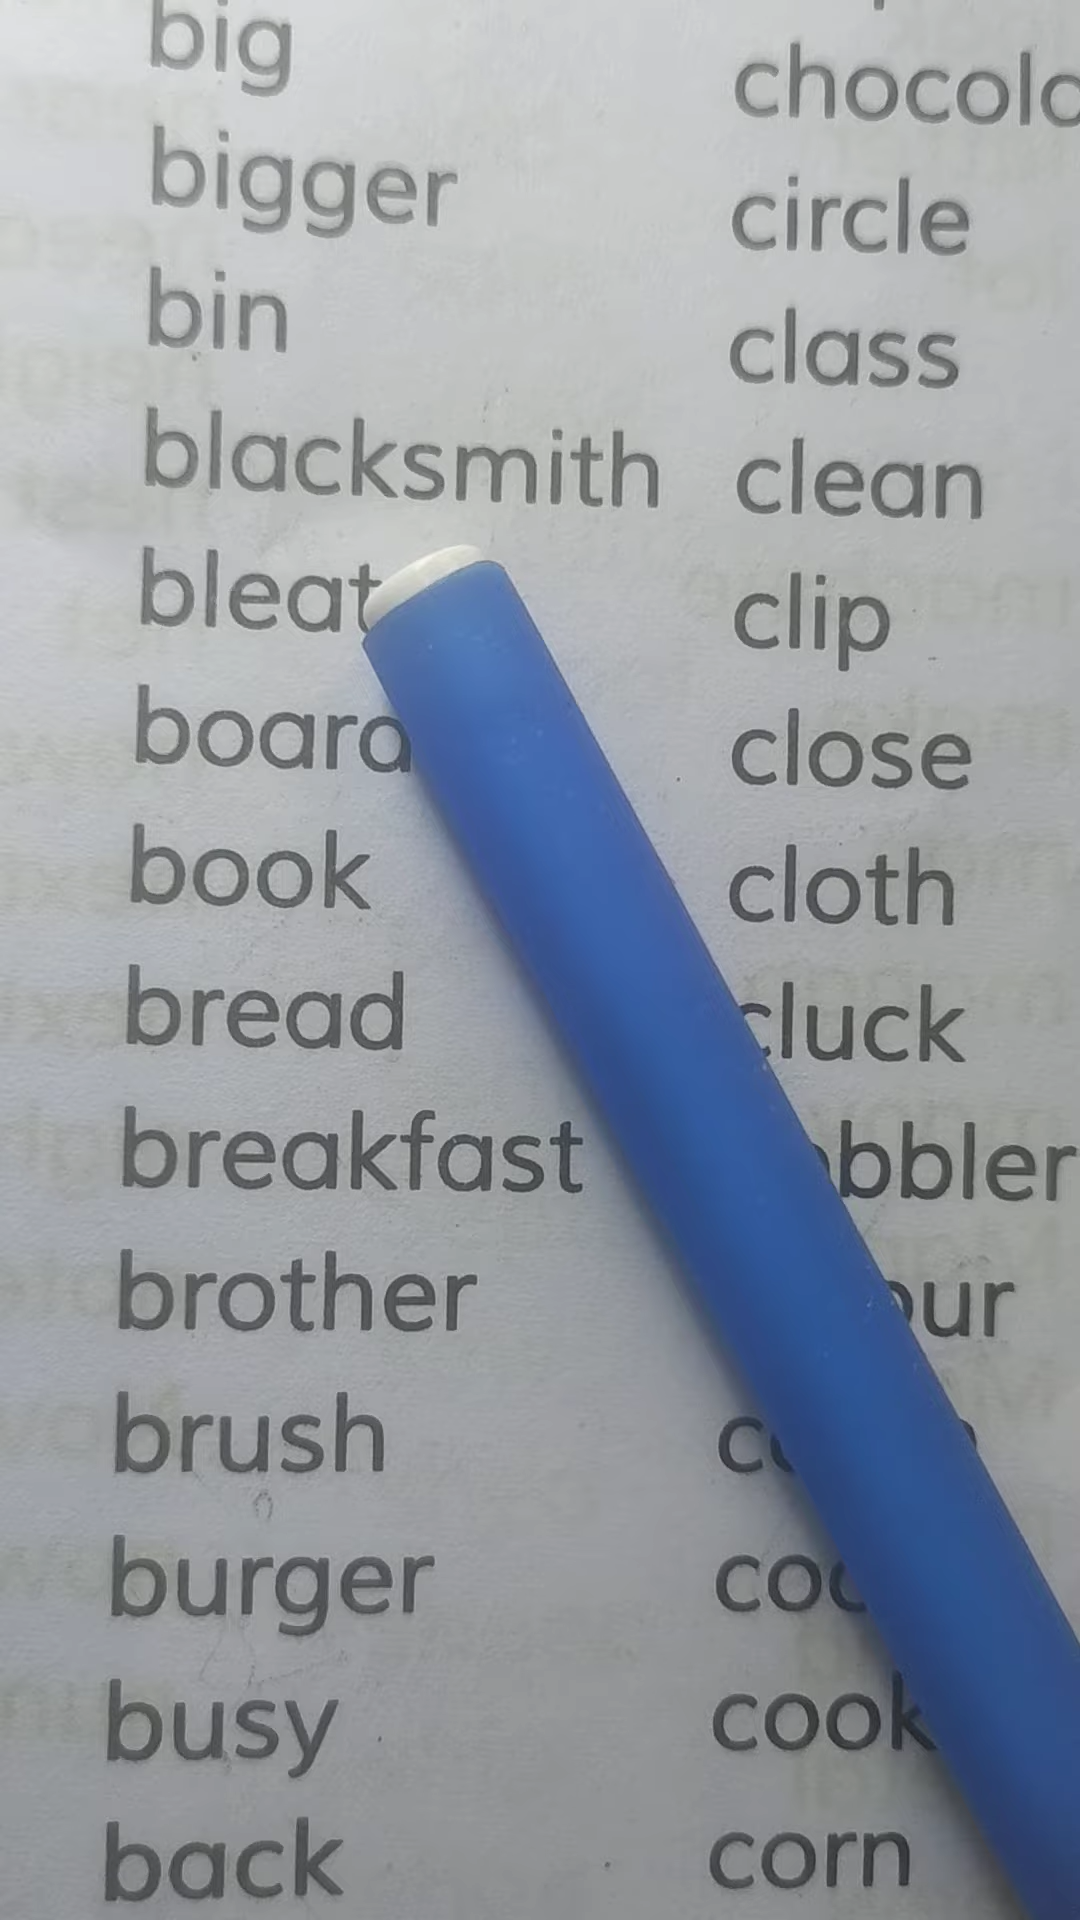 big
bigger
bin
blacksmith
bleat
book
bread
breakfast
brother
brush
burger
busy
back
circle
class
clean
clip
close
cloth
cluck
cook
corn